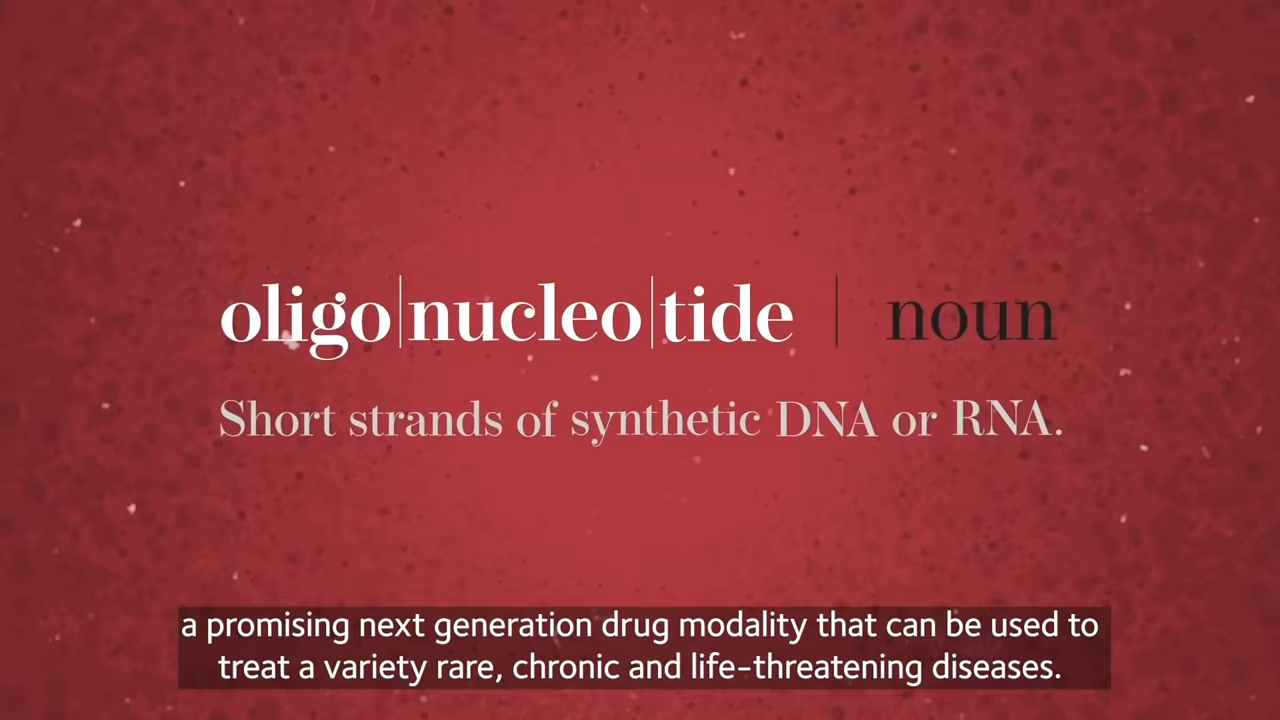 oligo|nucleo|tide | noun
Short strands of synthetic DNA or RNA.
a promising next generation drug modality that can be used to
treat a variety rare, chronic and life-threatening diseases.